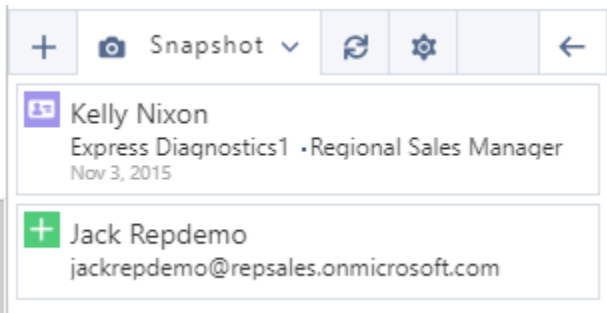 Snapshot
Kelly Nixon
Express Diagnostics1 •Regional Sales Manager
Nov 3, 2015
Jack Repdemo
jackrepdemo@repsales.onmicrosoft.com